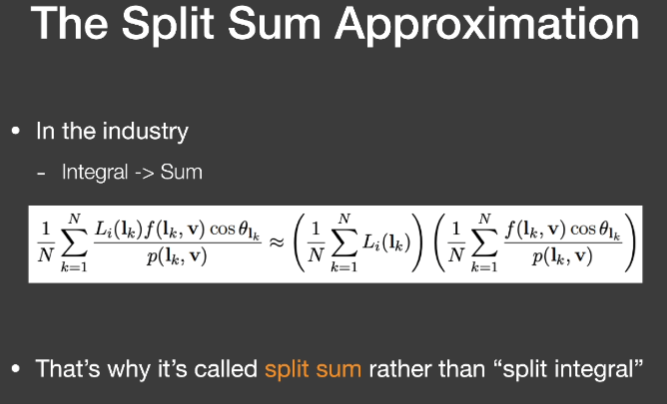 The Split Sum Approximation
• In the industry
- Integral -> Sum
$\frac{1}{N}\sum_{k=1}^{N}\frac{L_i(\mathbf{l}_k)f(\mathbf{l}_k,\mathbf{v})\cos\theta_{\mathbf{l}_k}}{p(\mathbf{l}_k,\mathbf{v})}\approx\left(\frac{1}{N}\sum_{k=1}^{N}L_i(\mathbf{l}_k)\right)\left(\frac{1}{N}\sum_{k=1}^{N}\frac{f(\mathbf{l}_k,\mathbf{v})\cos\theta_{\mathbf{l}_k}}{p(\mathbf{l}_k,\mathbf{v})}\right)$
• That’s why it’s called split sum rather than “split integral”